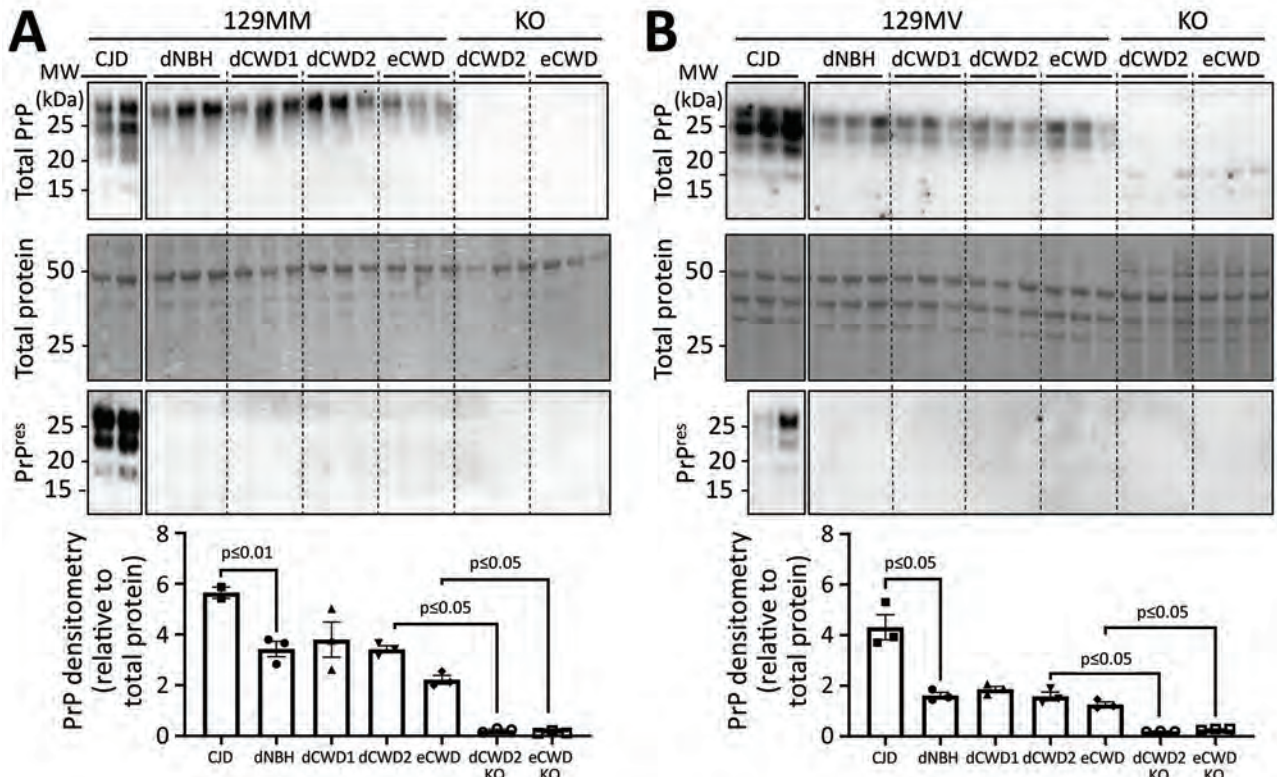 A
129MM
KO
CJD dNBH dCWD1 dCWD2 eCWD dCWD2 eCWD
MW
(kDa)
Total PrP
25
20
15
Total protein
50
25
PrPres
25
20
15
PrP densitometry
(relative to
total protein)
8
6
4
2
0
p≤0.01
p≤0.05
p≤0.05
CJD dNBH dCWD1 dCWD2 eCWD dCWD2 eCWD
KO KO
B
129MV
KO
CJD dNBH dCWD1 dCWD2 eCWD dCWD2 eCWD
MW
(kDa)
Total PrP
25
20
15
Total protein
50
25
PrPres
25
20
15
PrP densitometry
(relative to
total protein)
8
6
4
2
0
p≤0.05
p≤0.05
p≤0.05
CJD dNBH dCWD1 dCWD2 eCWD dCWD2 eCWD
KO KO